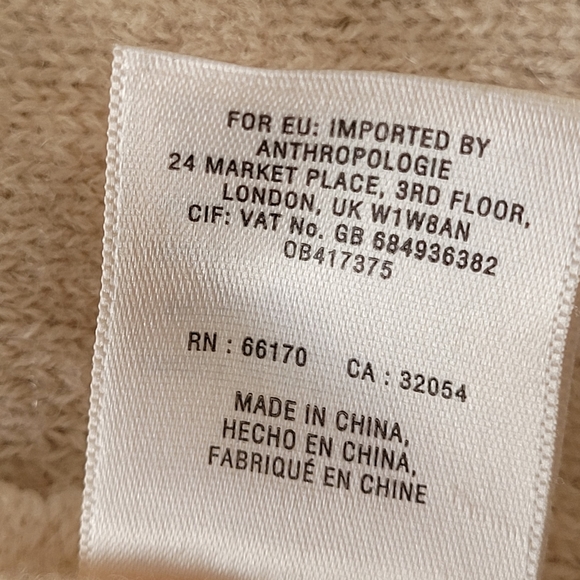 FOR EU: IMPORTED BY
ANTHROPOLOGIE
24 MARKET PLACE, 3RD FLOOR,
LONDON, UK W1W8AN
CIF: VAT No. GB 684936382
OB417375
RN : 66170 CA : 32054
MADE IN CHINA,
HECHO EN CHINA,
FABRIQUÉ EN CHINE